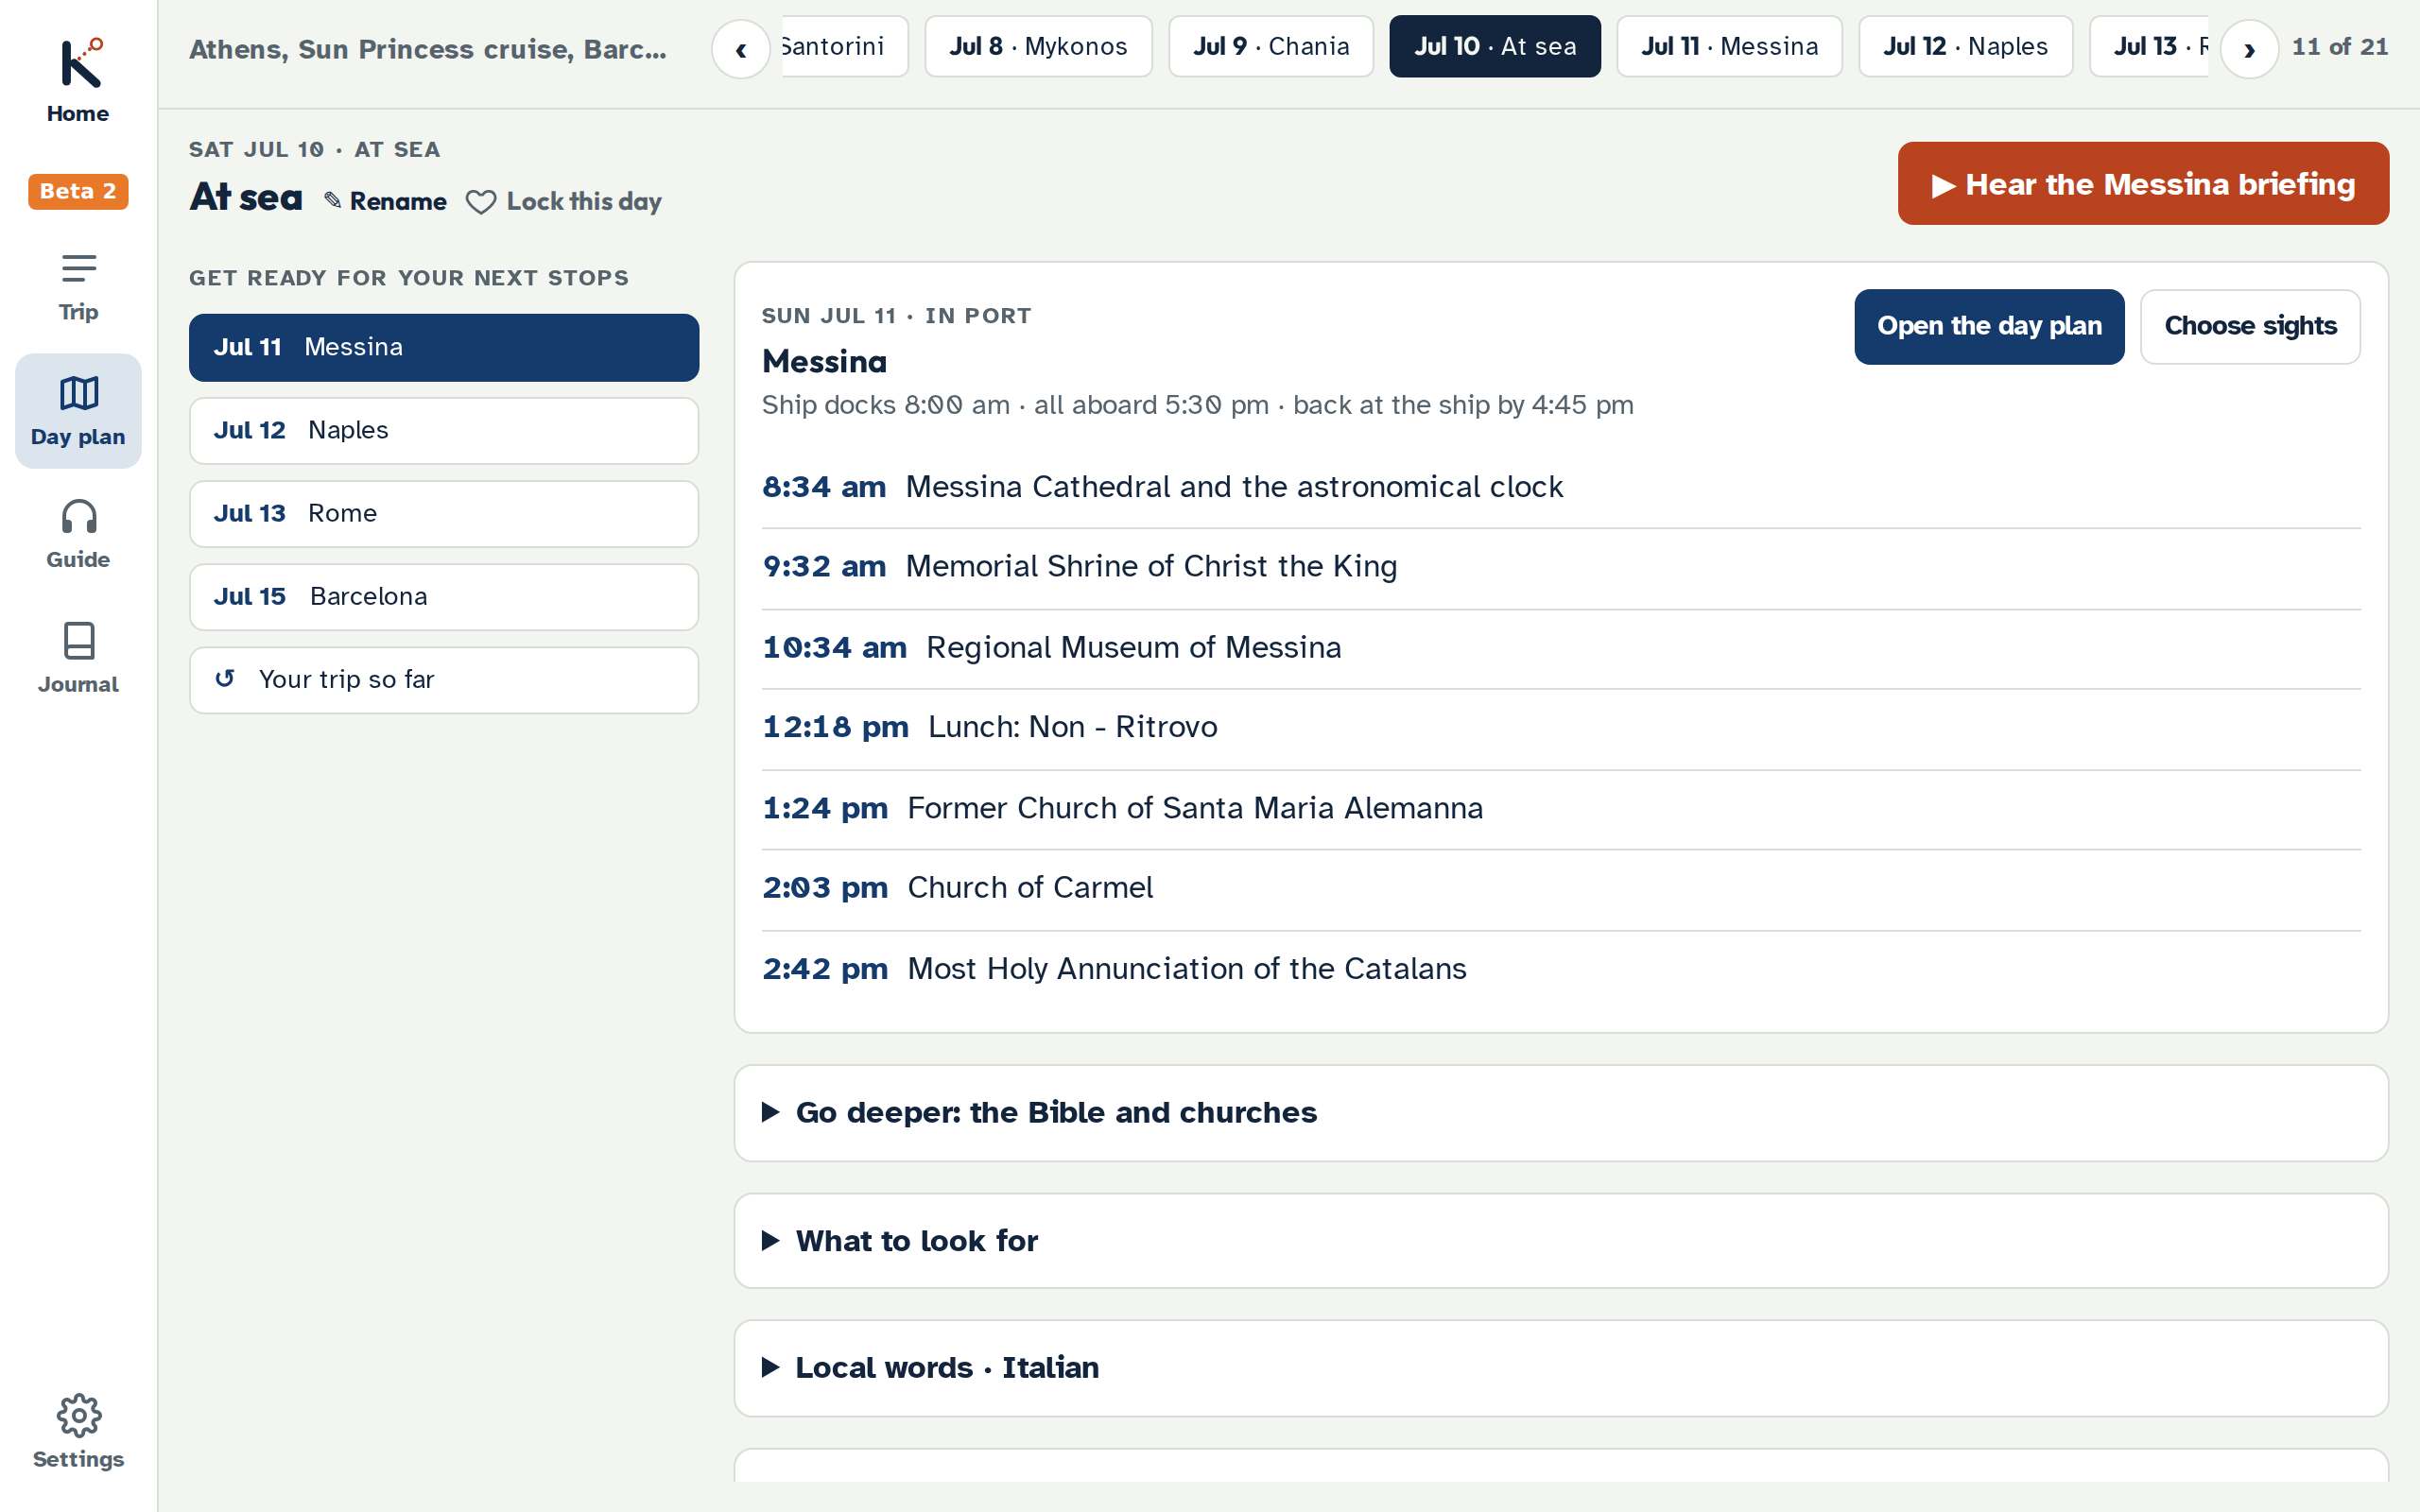 Home
Beta 2
Trip
Day plan
Guide
Journal
Settings
Athens, Sun Princess cruise, Barc...
‹
Santorini
Jul 8 · Mykonos
Jul 9 · Chania
Jul 10 · At sea
Jul 11 · Messina
Jul 12 · Naples
Jul 13 ·
›
11 of 21
SAT JUL 10 · AT SEA
At sea ✎ Rename Lock this day
▶ Hear the Messina briefing
GET READY FOR YOUR NEXT STOPS
Jul 11 Messina
Jul 12 Naples
Jul 13 Rome
Jul 15 Barcelona
↺ Your trip so far
SUN JUL 11 · IN PORT
Messina
Ship docks 8:00 am · all aboard 5:30 pm · back at the ship by 4:45 pm
Open the day plan
Choose sights
8:34 am Messina Cathedral and the astronomical clock
9:32 am Memorial Shrine of Christ the King
10:34 am Regional Museum of Messina
12:18 pm Lunch: Non - Ritrovo
1:24 pm Former Church of Santa Maria Alemanna
2:03 pm Church of Carmel
2:42 pm Most Holy Annunciation of the Catalans
▶ Go deeper: the Bible and churches
▶ What to look for
▶ Local words · Italian